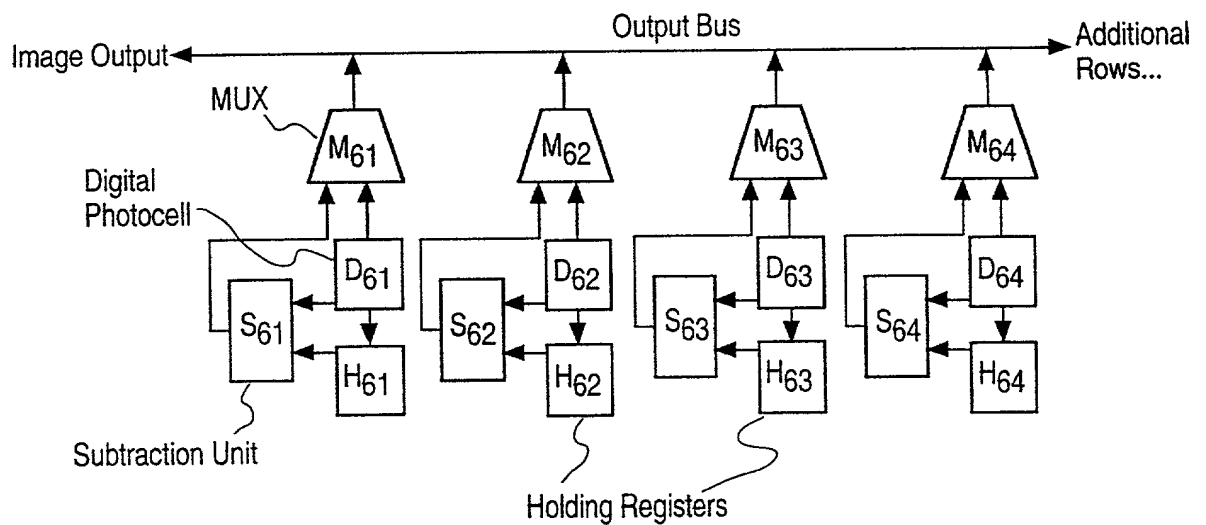 Output Bus
Image Output
Additional
Rows...
MUX
M61
M62
M63
M64
Digital
Photocell
D61
D62
D63
D64
S61
S62
S63
S64
H61
H62
H63
H64
Subtraction Unit
Holding Registers